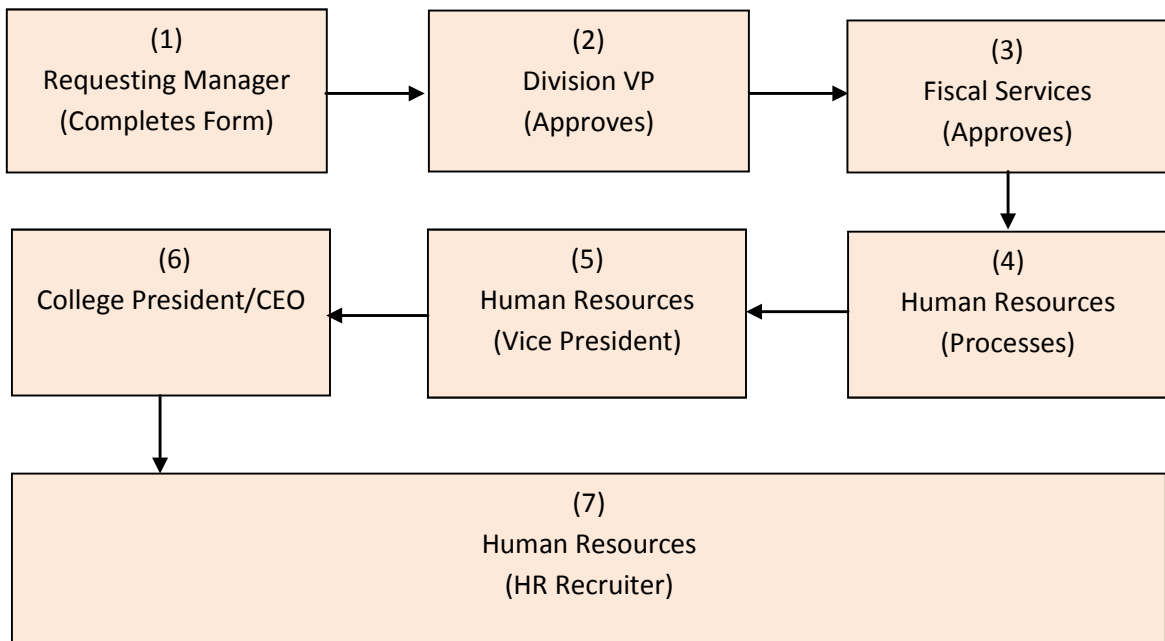 (1)
Requesting Manager
(Completes Form)
(2)
Division VP
(Approves)
(3)
Fiscal Services
(Approves)
(4)
Human Resources
(Processes)
(5)
Human Resources
(Vice President)
(6)
College President/CEO
(7)
Human Resources
(HR Recruiter)